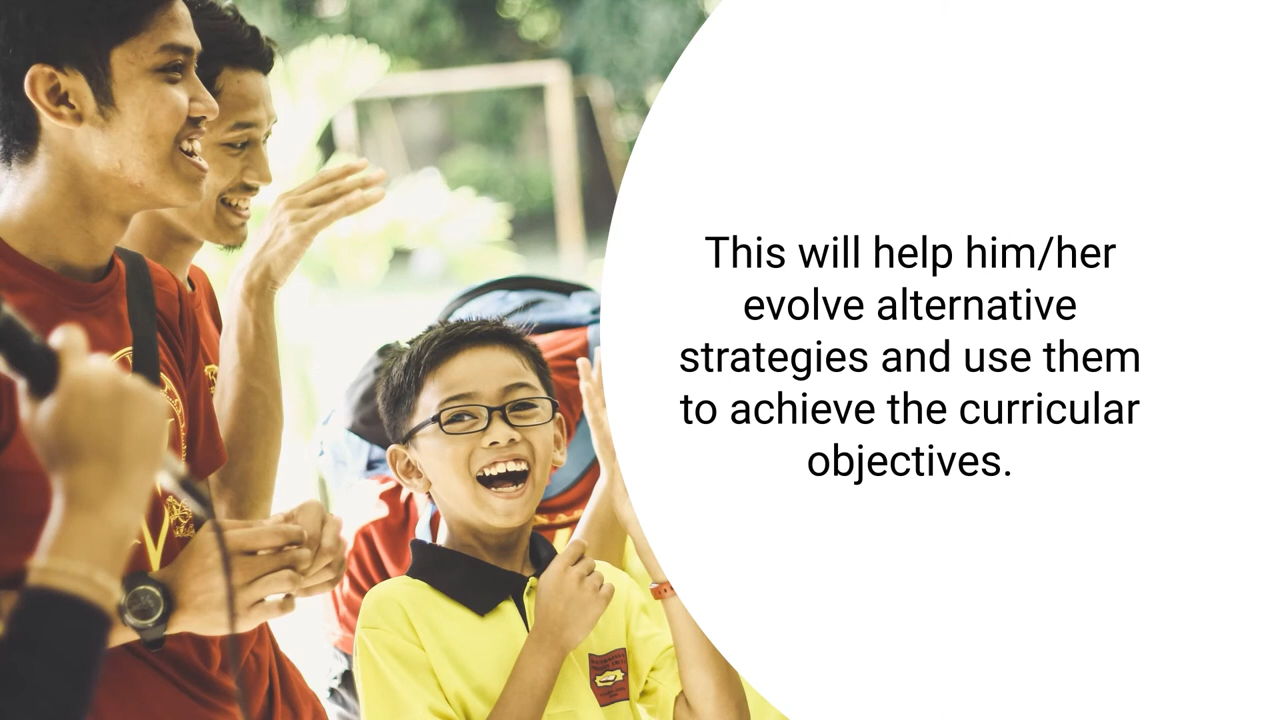 This will help him/her
evolve alternative
strategies and use them
to achieve the curricular
objectives.